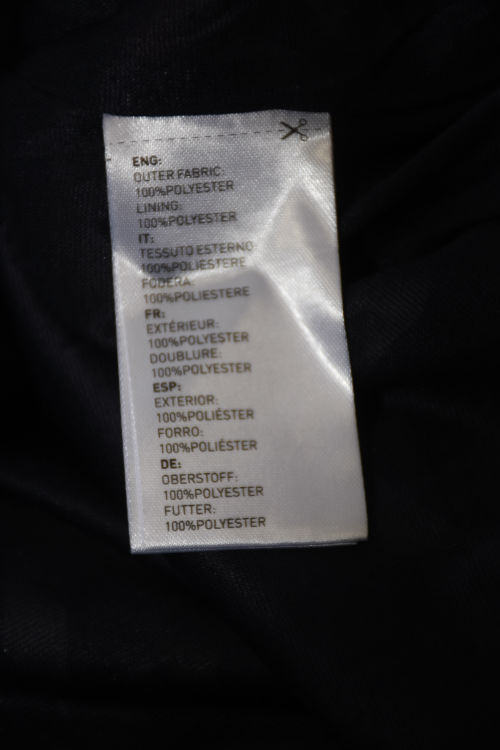 ENG:
OUTER FABRIC:
100%POLYESTER
LINING:
100%POLYESTER
IT:
TESSUTO ESTERNO
100%POLIESTERE
FODERA:
100%POLIESTERE
FR:
EXTÉRIEUR:
100%POLYESTER
DOUBLURE:
100%POLYESTER
ESP:
EXTERIOR:
100%POLIÉSTER
FORRO:
100%POLIÉSTER
DE:
OBERSTOFF:
100%POLYESTER
FUTTER:
100%POLYESTER